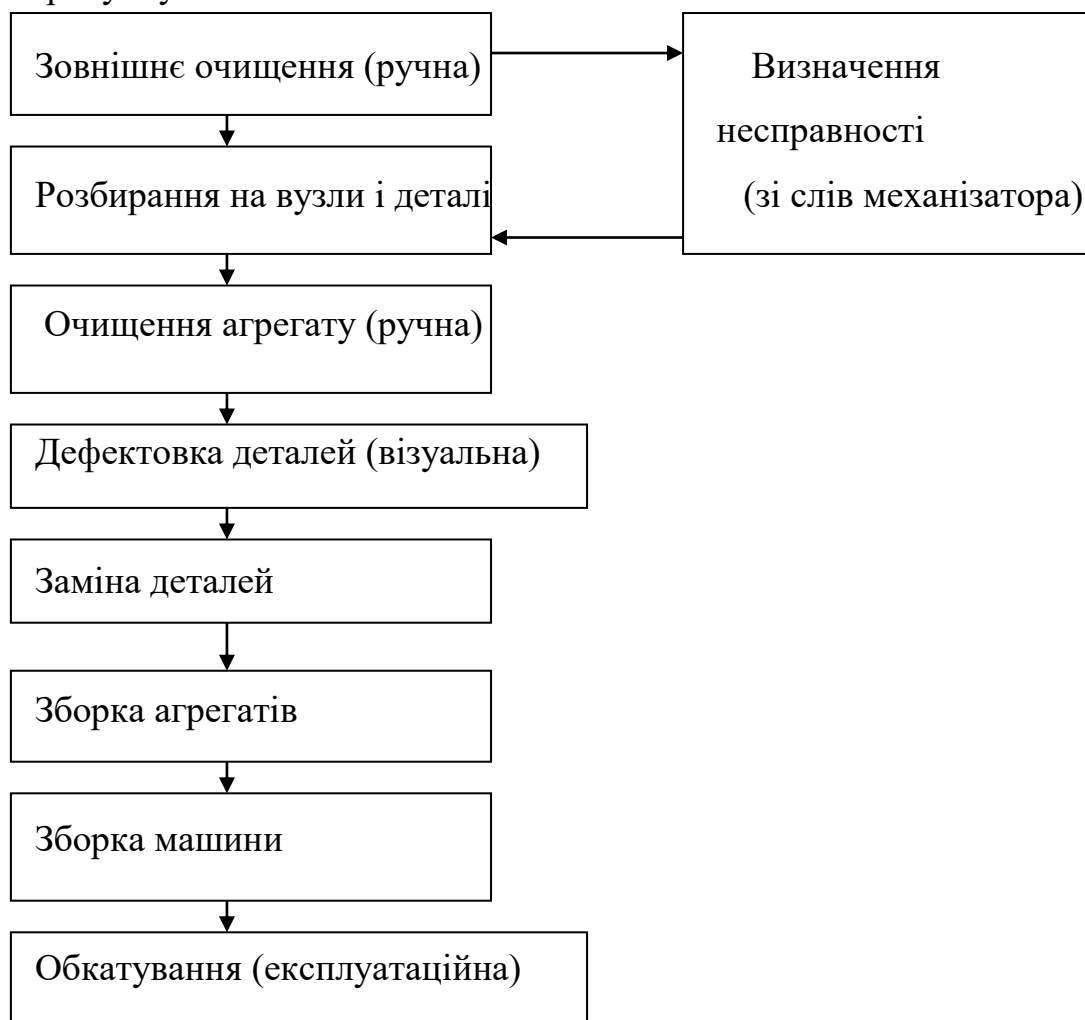 Зовнішнє очищення (ручна)
Визначення
несправності
(зі слів механізатора)
Розбирання на вузли і деталі
Очищення агрегату (ручна)
Дефектовка деталей (візуальна)
Заміна деталей
Зборка агрегатів
Зборка машини
Обкатування (експлуатаційна)